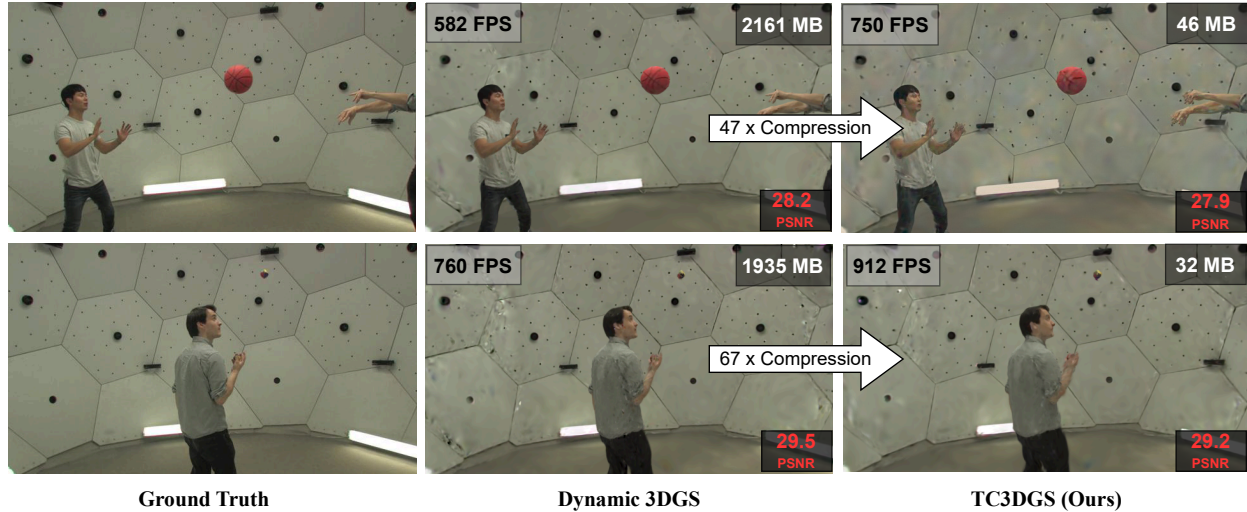 582 FPS
2161 MB
750 FPS
46 MB
47 x Compression
28.2
PSNR
27.9
PSNR
760 FPS
1935 MB
912 FPS
32 MB
67 x Compression
29.5
PSNR
29.2
PSNR
Ground Truth
Dynamic 3DGS
TC3DGS (Ours)